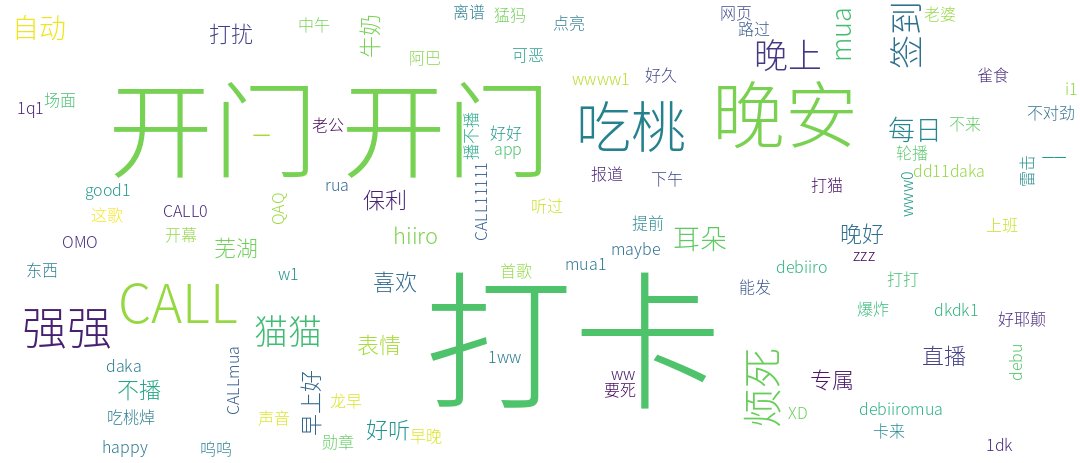 离谱 猛犸 网页 老婆
自动 打扰 中午 牛奶 点亮 路过 mua 签到
阿巴 可恶 晚上
wwww1 好久 雀食
1q1 场面 开门 一 老公 开门 播不播 好好 吃桃 晚安 每日 不来 不对劲 i1
app 轮播 雷击 一一
报道 下午 打猫 dd11daka
good1 rua 保利 CALL11111 www0
这歌 CALL0 QAQ 听过 提前 上班
OMO 开幕 芜湖 hiiro maybe 耳朵 晚好
zzz
东西 w1 喜欢 首歌 mua1 能发 debiiro 打打
强强 CALL 猫猫 打卡 爆炸 dkdk1 好耶颠
表情 1ww 直播 debu
daka CALLmua 早上好 ww 烦死 专属
不播 要死
吃桃焯 声音 龙早 XD debiiromua
happy 呜呜 勋章 好听 早晚 卡来 1dk